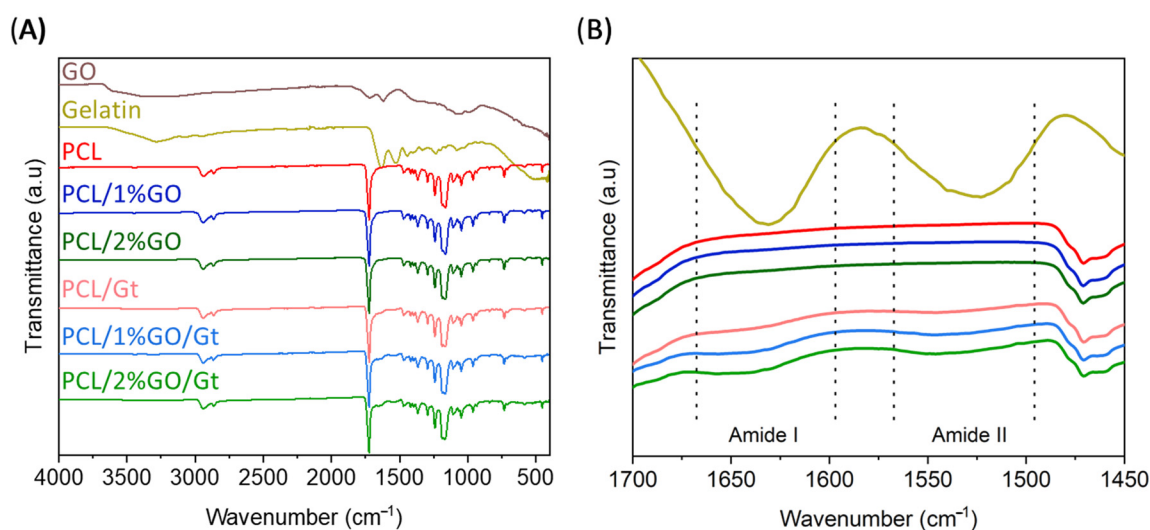 (A)
Transmittance (a.u)
GO
Gelatin
PCL
PCL/1%GO
PCL/2%GO
PCL/Gt
PCL/1%GO/Gt
PCL/2%GO/Gt
4000 3500 3000 2500 2000 1500 1000 500
Wavenumber (cm⁻¹)
(B)
Transmittance (a.u)
Amide I Amide II
1700 1650 1600 1550 1500 1450
Wavenumber (cm⁻¹)